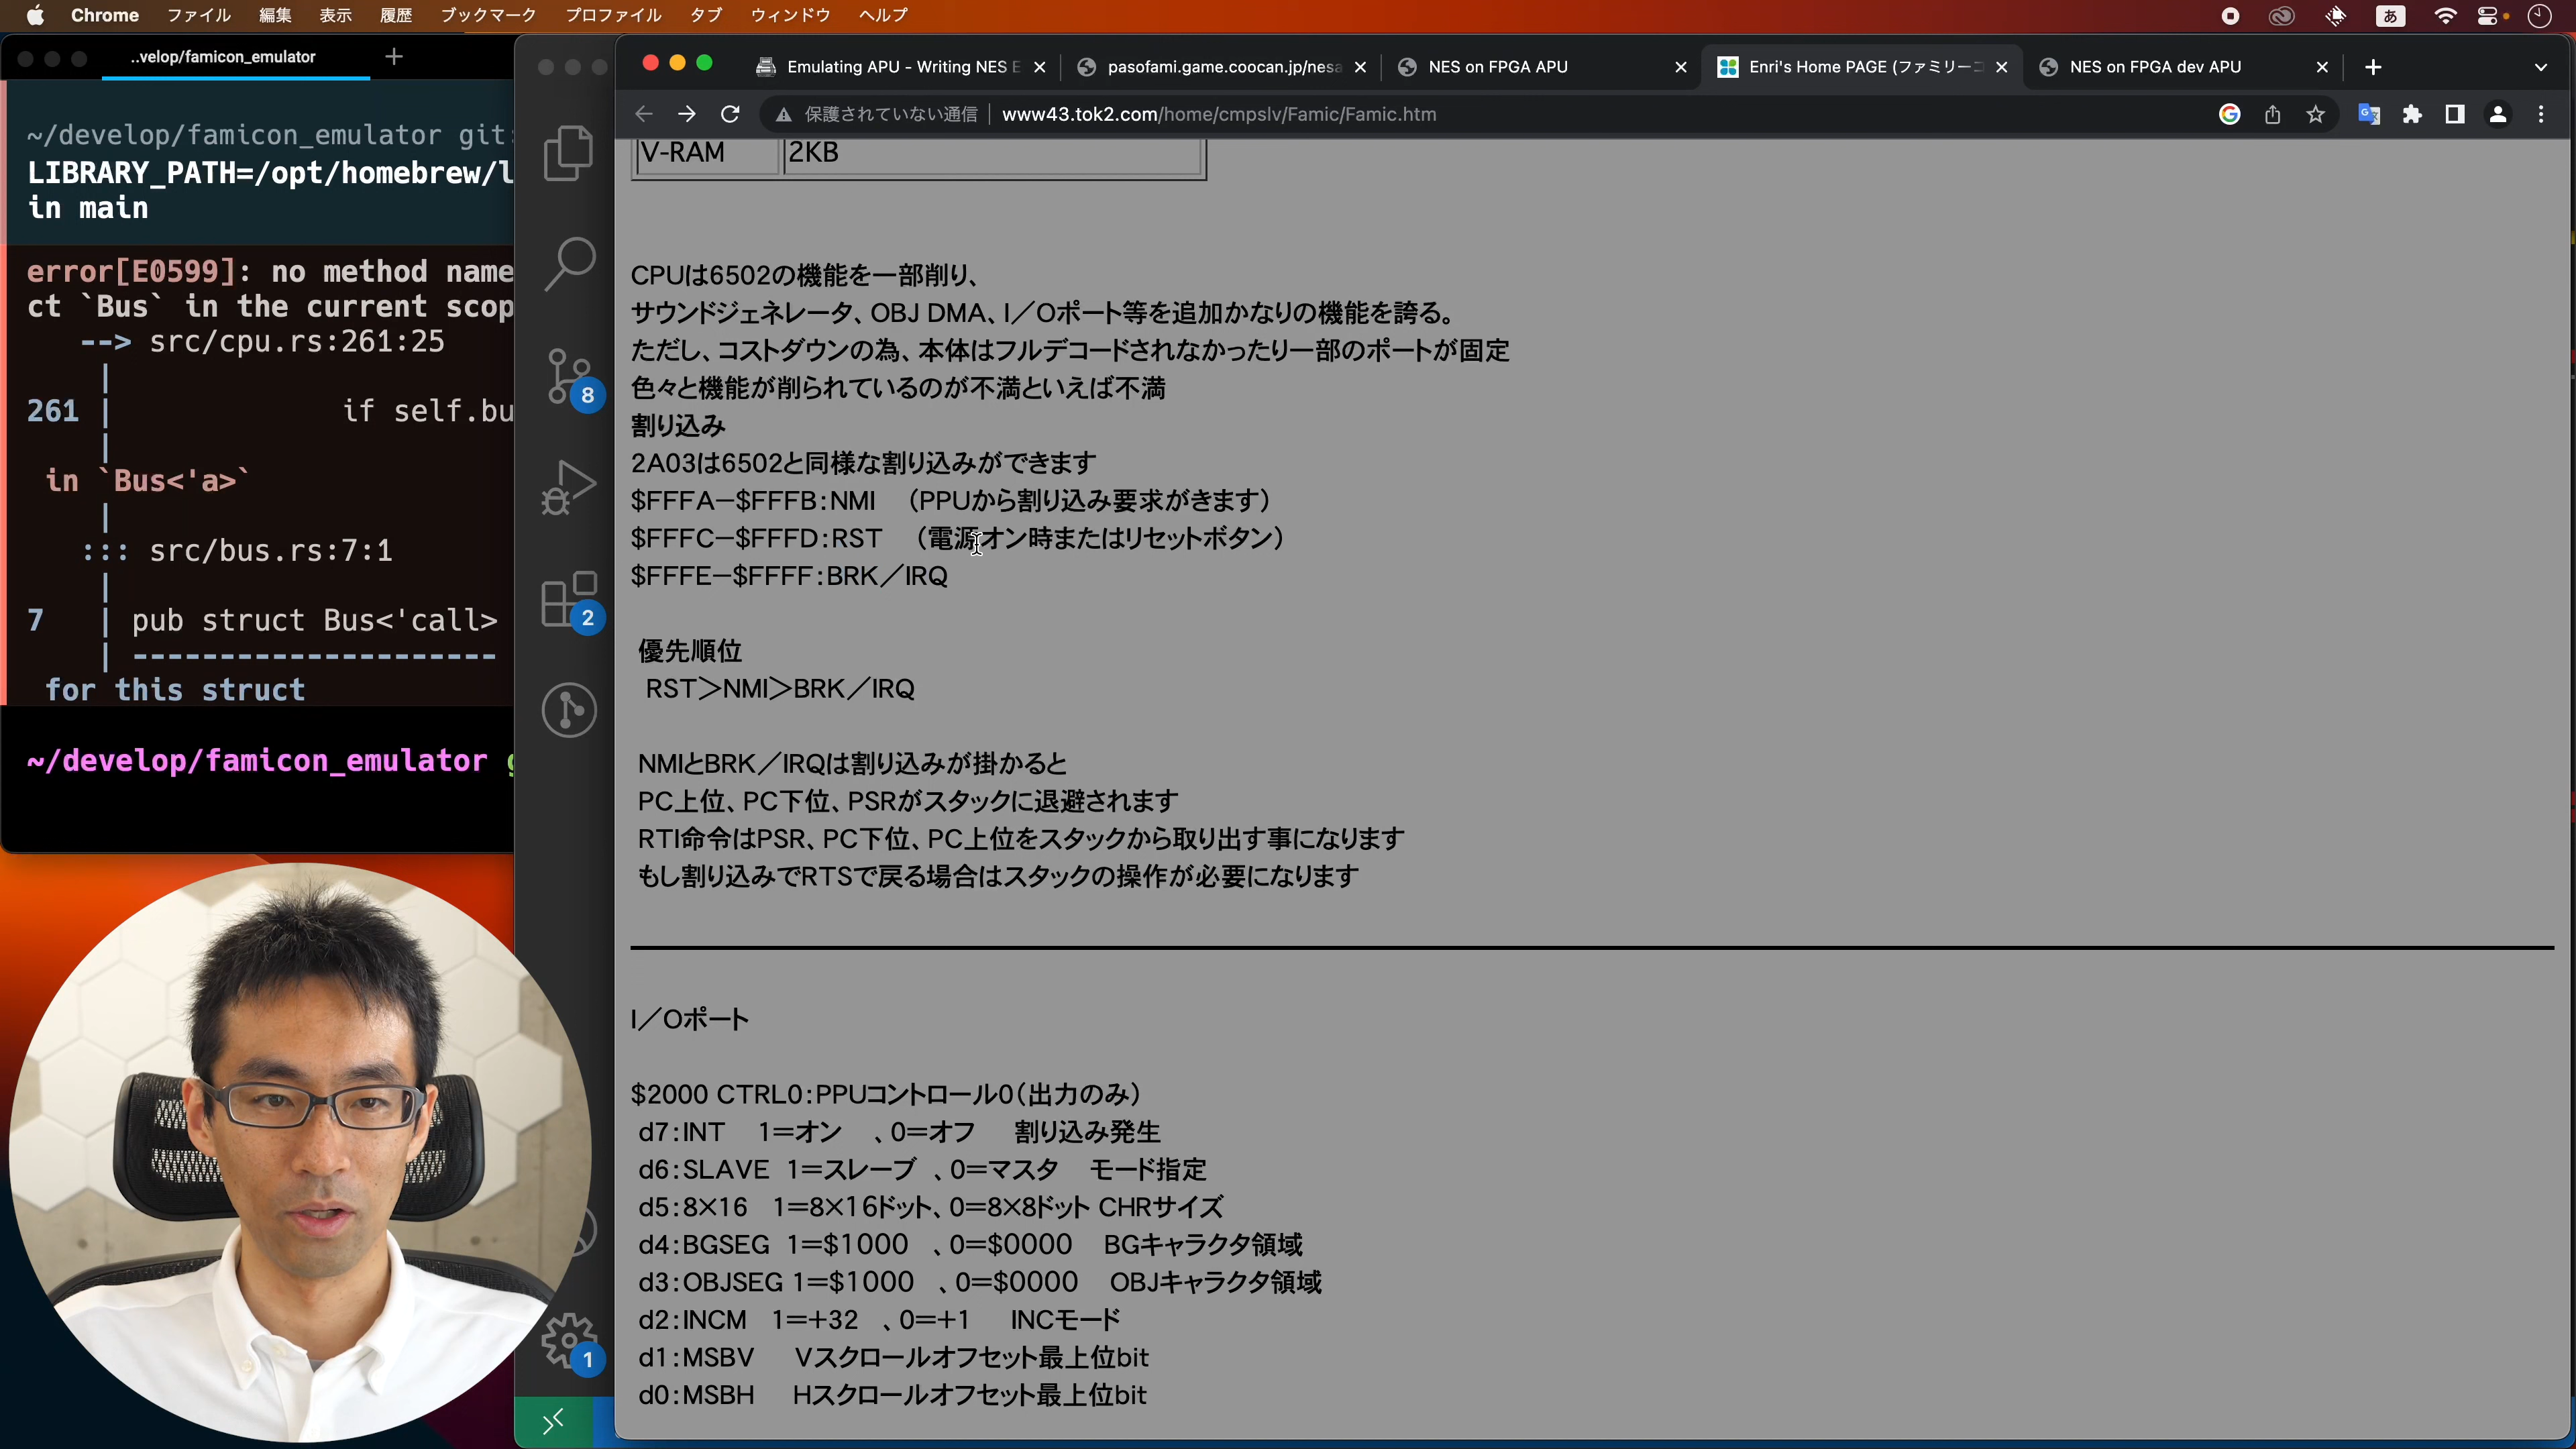 Chrome ファイル 編集 表示 履歴 ブックマーク プロファイル タブ ウィンドウ ヘルプ あ
..velop/famicon_emulator
~/develop/famicon_emulator git:
LIBRARY_PATH=/opt/homebrew/l
in main
error[E0599]: no method name
ct `Bus` in the current scop
--> src/cpu.rs:261:25
|
261 | if self.bu
|
in `Bus<'a>`
|
::: src/bus.rs:7:1
|
7 | pub struct Bus<'call>
| ---------------------
for this struct
~/develop/famicon_emulator g
8
2
1
Emulating APU - Writing NES E
pasofami.game.coocan.jp/nesa
NES on FPGA APU
Enri's Home PAGE (ファミリーコ
NES on FPGA dev APU
保護されていない通信 www43.tok2.com/home/cmpslv/Famic/Famic.htm
V-RAM 2KB
CPUは6502の機能を一部削り、
サウンドジェネレータ、OBJ DMA、I/Oポート等を追加かなりの機能を誇る。
ただし、コストダウンの為、本体はフルデコードされなかったり一部のポートが固定
色々と機能が削られているのが不満といえば不満
割り込み
2A03は6502と同様な割り込みができます
$FFFA-$FFFB:NMI (PPUから割り込み要求がきます)
$FFFC-$FFFD:RST (電源オン時またはリセットボタン)
$FFFE-$FFFF:BRK/IRQ
優先順位
RST>NMI>BRK/IRQ
NMIとBRK/IRQは割り込みが掛かると
PC上位、PC下位、PSRがスタックに退避されます
RTI命令はPSR、PC下位、PC上位をスタックから取り出す事になります
もし割り込みでRTSで戻る場合はスタックの操作が必要になります
I/Oポート
$2000 CTRL0:PPUコントロール0(出力のみ)
d7:INT 1=オン 、0=オフ 割り込み発生
d6:SLAVE 1=スレーブ 、0=マスタ モード指定
d5:8×16 1=8×16ドット、0=8×8ドット CHRサイズ
d4:BGSEG 1=$1000 、0=$0000 BGキャラクタ領域
d3:OBJSEG 1=$1000 、0=$0000 OBJキャラクタ領域
d2:INCM 1=+32 、0=+1 INCモード
d1:MSBV Vスクロールオフセット最上位bit
d0:MSBH Hスクロールオフセット最上位bit